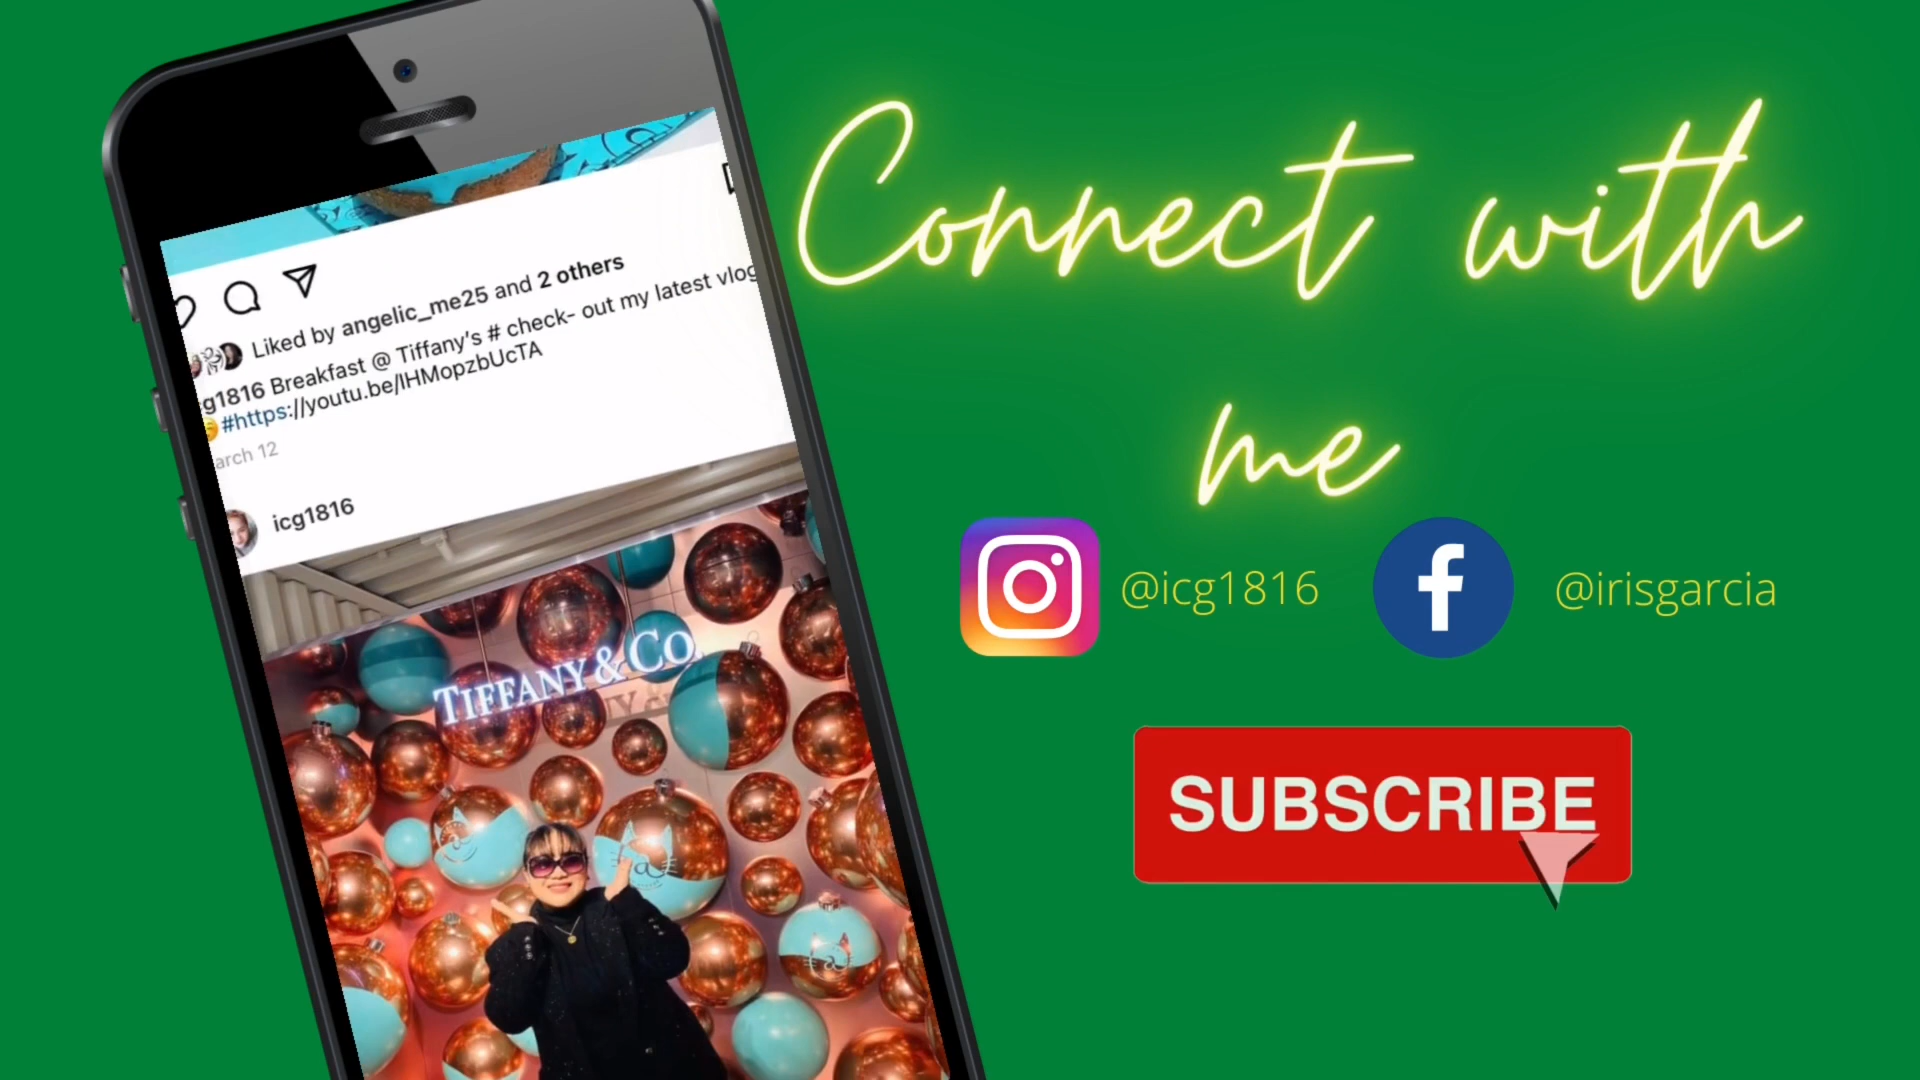 Liked by angelic_me25 and 2 others
g1816 Breakfast @ Tiffany's # check- out my latest vlog
#https://youtu.be/lHMopzbUcTA
arch 12
icg1816
TIFFANY & CO.
Connect with
me
@icg1816
@irisgarcia
SUBSCRIBE